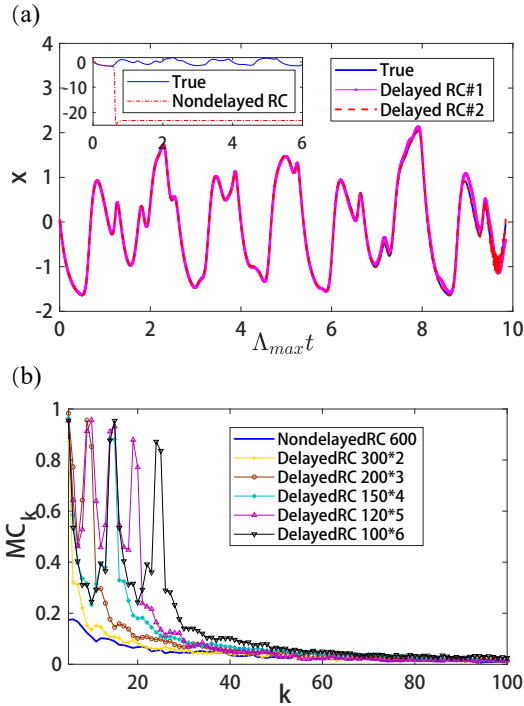 (a)
4
3
2
1
0
-1
-2
x
0
-10
-20
0
2
4
6
True
Nondelayed RC
True
Delayed RC#1
Delayed RC#2
0
2
4
6
8
10
Λmaxt
(b)
1
0.8
0.6
0.4
0.2
0
MCk
NondelayedRC 600
DelayedRC 300*2
DelayedRC 200*3
DelayedRC 150*4
DelayedRC 120*5
DelayedRC 100*6
20
40
60
80
100
k